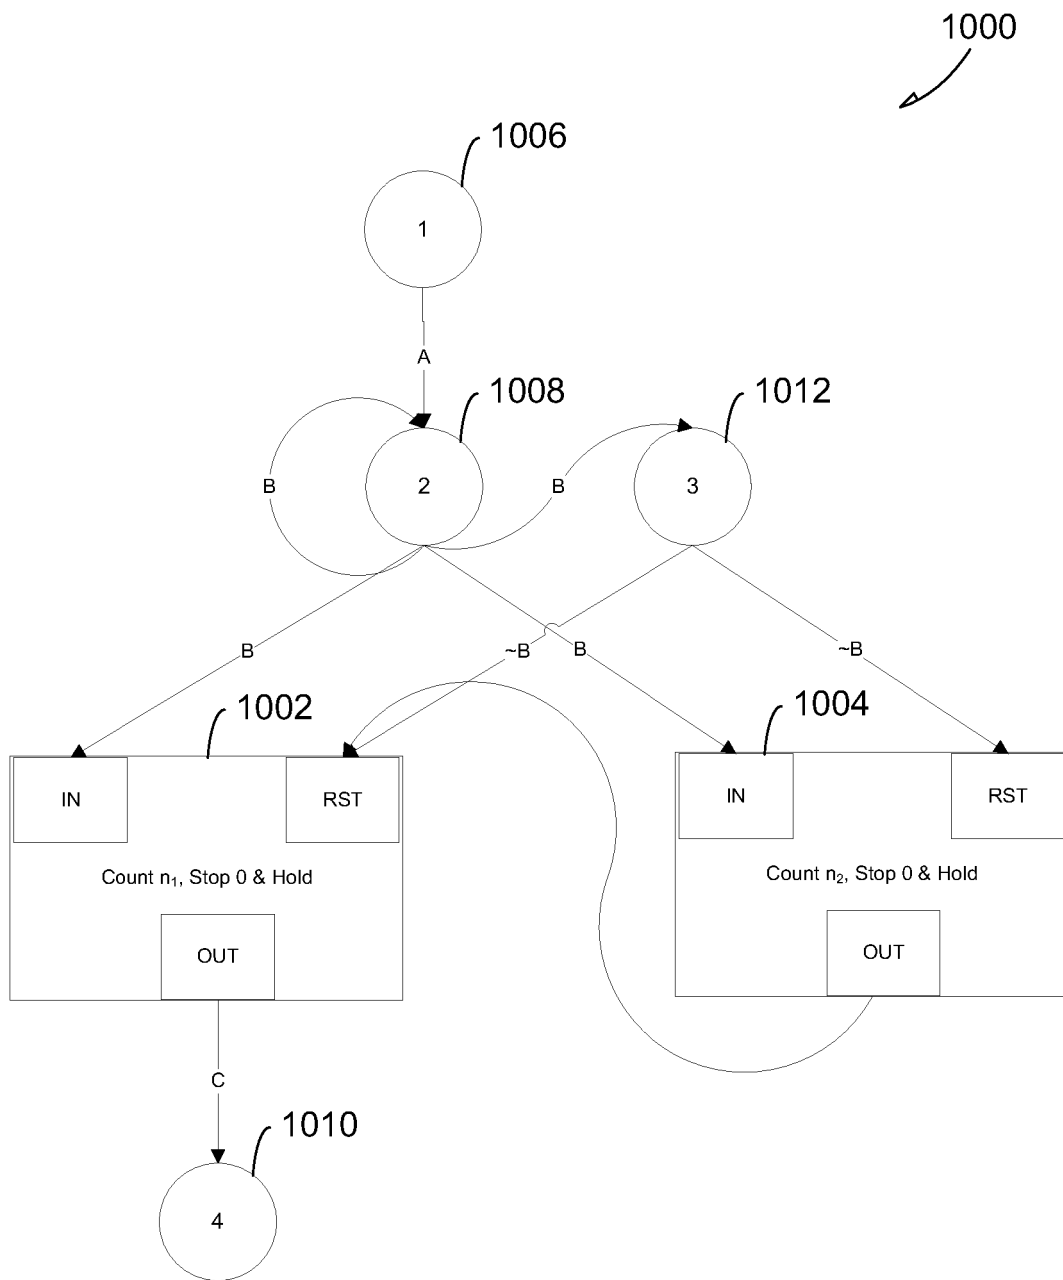 1000
1006
1
A
1008
1012
B
2
B
3
B
~B
B
~B
1002
1004
IN
RST
IN
RST
Count n₁, Stop 0 & Hold
Count n₂, Stop 0 & Hold
OUT
OUT
C
1010
4